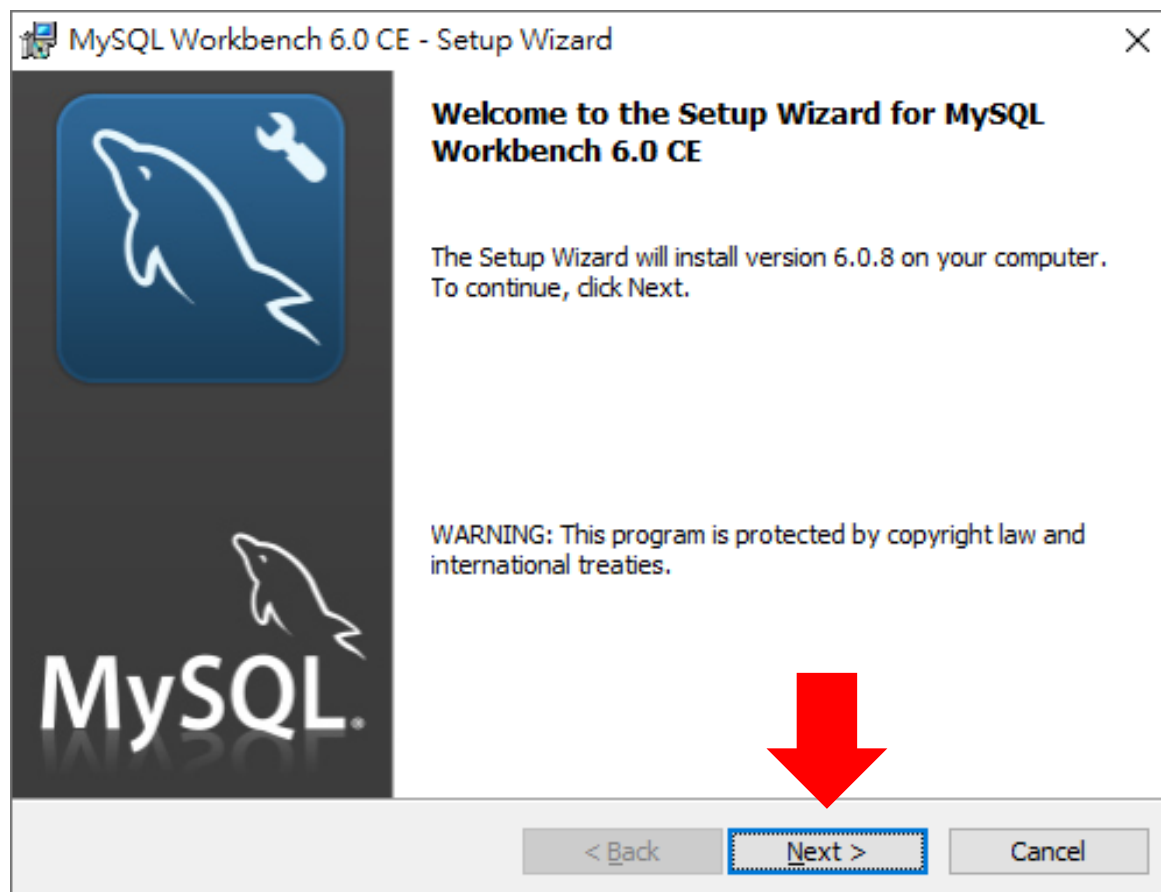 MySQL Workbench 6.0 CE - Setup Wizard
Welcome to the Setup Wizard for MySQL
Workbench 6.0 CE
The Setup Wizard will install version 6.0.8 on your computer.
To continue, click Next.
WARNING: This program is protected by copyright law and
international treaties.
MySQL®
< Back Next > Cancel